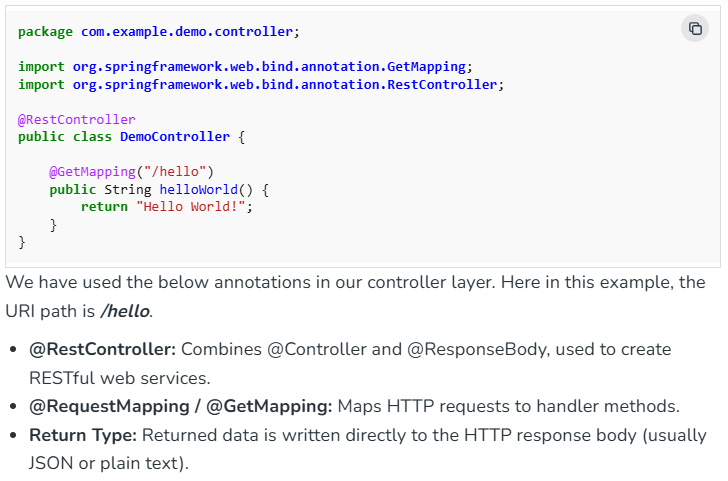 package com.example.demo.controller;
import org.springframework.web.bind.annotation.GetMapping;
import org.springframework.web.bind.annotation.RestController;
@RestController
public class DemoController {
    @GetMapping("/hello")
    public String helloWorld() {
        return "Hello World!";
    }
}
We have used the below annotations in our controller layer. Here in this example, the
URI path is /hello.
• @RestController: Combines @Controller and @ResponseBody, used to create
RESTful web services.
• @RequestMapping / @GetMapping: Maps HTTP requests to handler methods.
• Return Type: Returned data is written directly to the HTTP response body (usually
JSON or plain text).